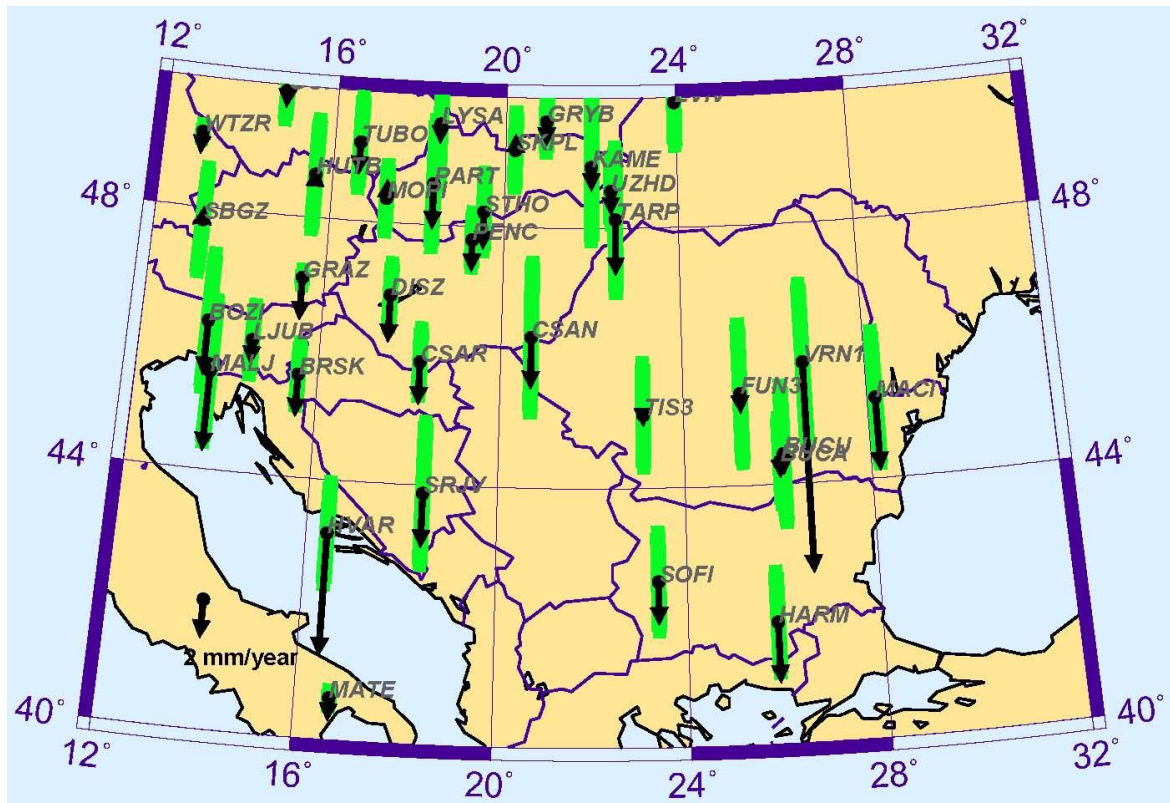 12° 16° 20° 24° 28° 32°
LYSA GRYB
WTZR TUBO SKPL
HUTB KAME
MOPI PART UZHD
48° SBGZ STHO TARP 48°
PENC
GRAZ DISZ
BOZI LJUB CSAN
MALJ BRSK CSAR VRN1
TIS3 FUN3 MACI
44° BUCU 44°
BUCA
SRJV
HVAR
SOFI
HARM
2 mm/year
MATE
40° 40°
12° 16° 20° 24° 28° 32°